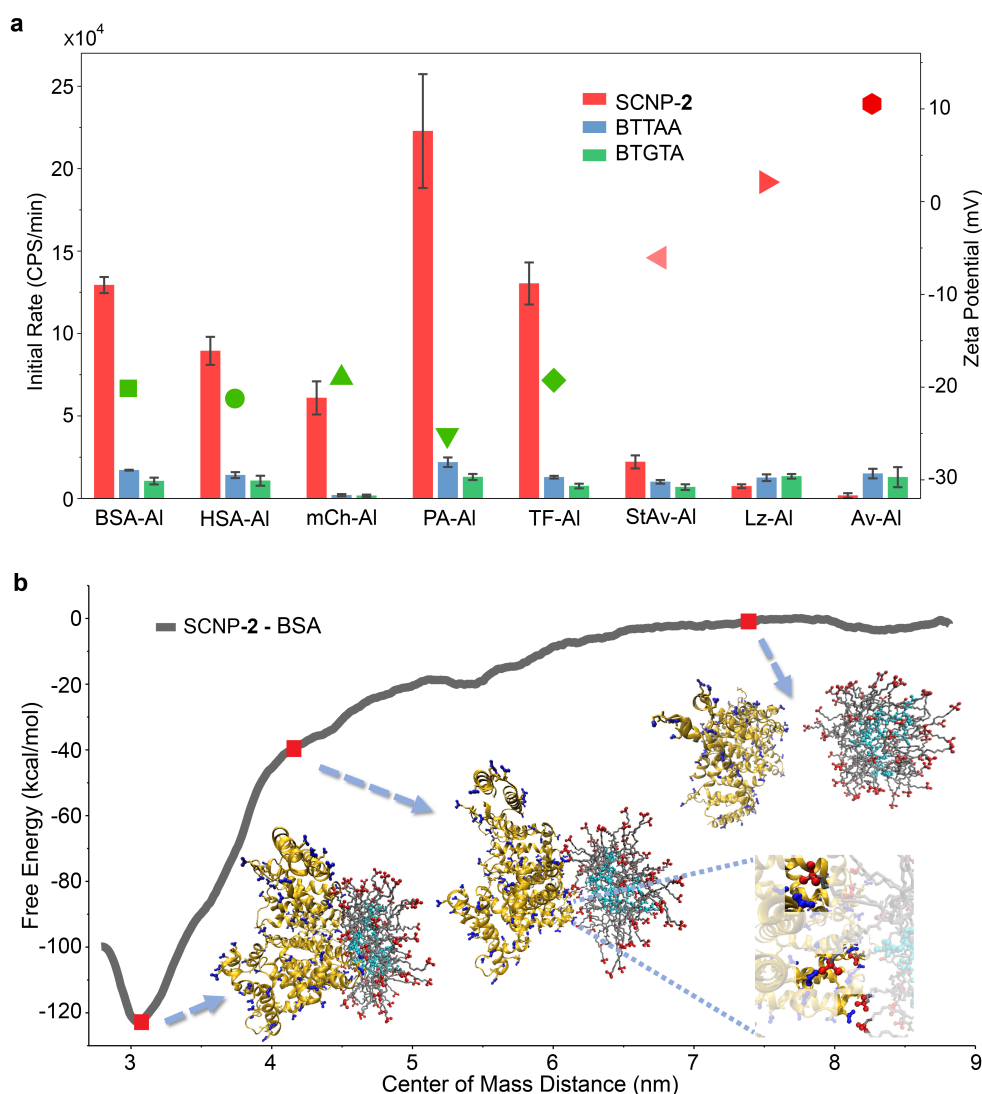 a
×10⁴
25
20
15
10
5
0
Initial Rate (CPS/min)
SCNP-2
BTTAA
BTGTA
10
0
-10
-20
-30
Zeta Potential (mV)
BSA-Al
HSA-Al
mCh-Al
PA-Al
TF-Al
StAv-Al
Lz-Al
Av-Al
b
0
-20
-40
-60
-80
-100
-120
Free Energy (kcal/mol)
SCNP-2 - BSA
3
4
5
6
7
8
9
Center of Mass Distance (nm)